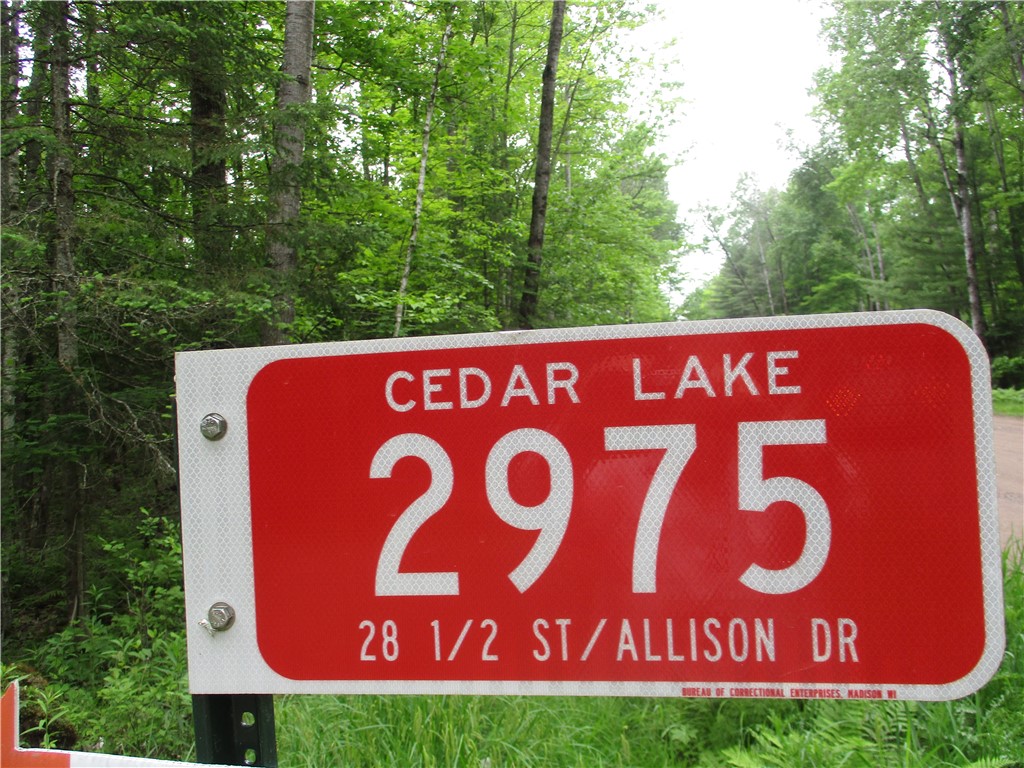 CEDAR LAKE
2975
28 1/2 ST/ALLISON DR
BUREAU OF CORRECTIONAL ENTERPRISES, MADISON WI